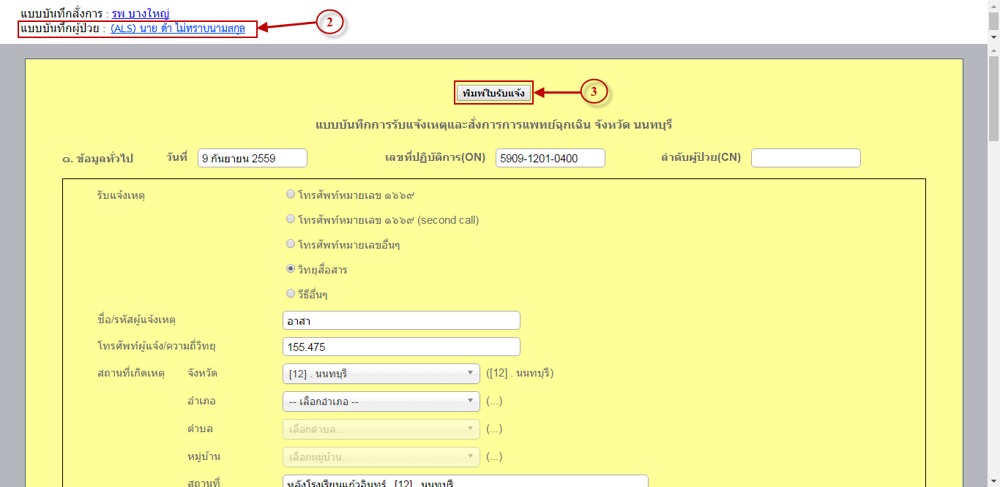 แบบบันทึกสั่งการ : รพ.บางใหญ่
แบบบันทึกผู้ป่วย : (ALS) นาย ดำ ไม่ทราบนามสกุล
2
พิมพ์ใบรับแจ้ง
3
แบบบันทึกการรับแจ้งเหตุและสั่งการการแพทย์ฉุกเฉิน จังหวัด นนทบุรี
๑. ข้อมูลทั่วไป วันที่ 9 กันยายน 2559 เลขที่ปฏิบัติการ(ON) 5909-1201-0400 ลำดับผู้ป่วย(CN)
รับแจ้งเหตุ โทรศัพท์หมายเลข ๑๖๖๙
โทรศัพท์หมายเลข ๑๖๖๙ (second call)
โทรศัพท์หมายเลขอื่นๆ
วิทยุสื่อสาร
วีธีอื่นๆ
ชื่อ/รหัสผู้แจ้งเหตุ อาสา
โทรศัพท์ผู้แจ้ง/ความถี่วิทยุ 155.475
สถานที่เกิดเหตุ จังหวัด [12] . นนทบุรี ([12] . นนทบุรี)
อำเภอ -- เลือกอำเภอ -- (...)
ตำบล เลือกตำบล... (...)
หมู่บ้าน เลือกหมู่บ้าน... (...)
สถานที่ หลังโรงเรียนแก้วอินทร์ , [12] . นนทบุรี